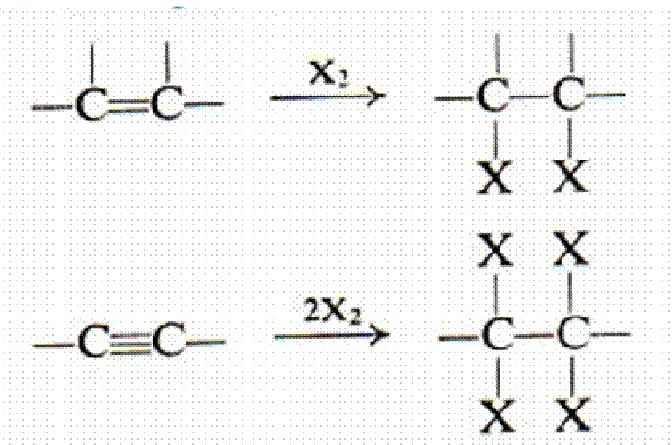 X₂
C=C → C—C
X X
X X
2X₂
C≡C → C—C
X X